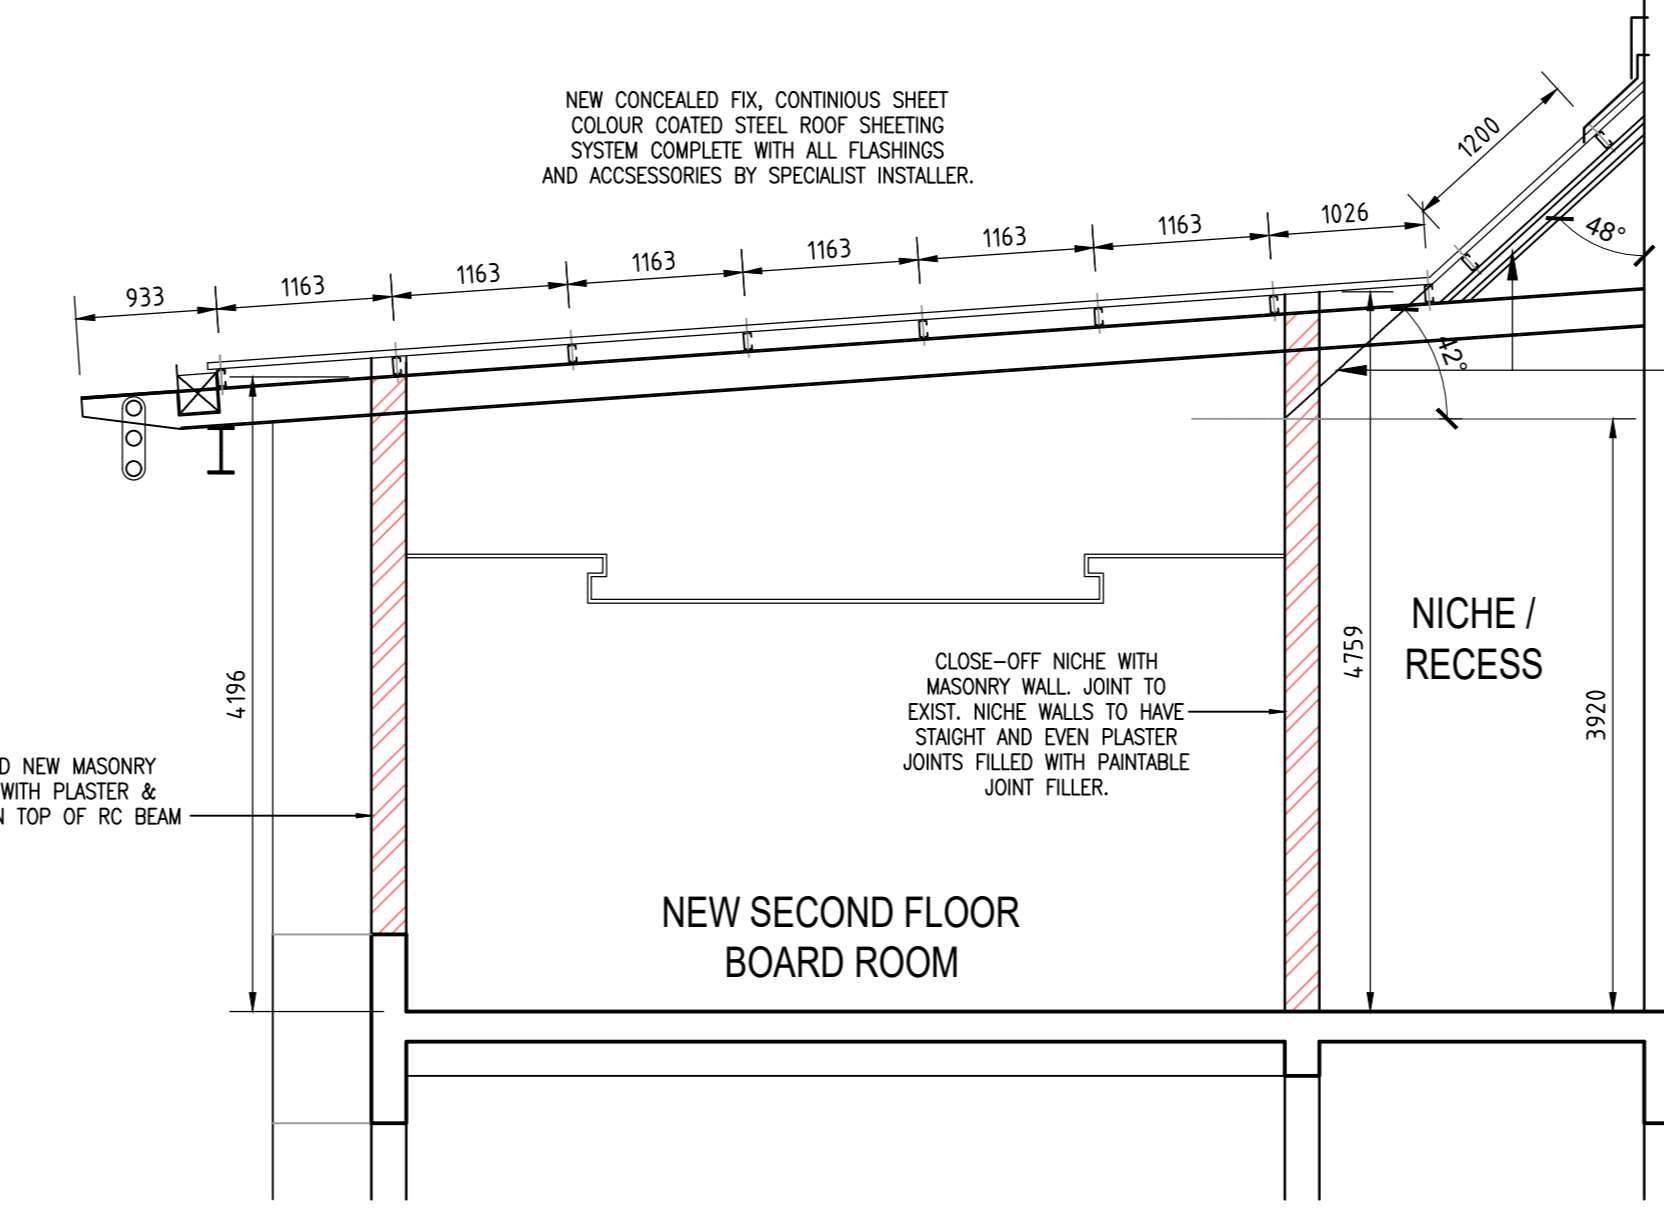 NEW CONCEALED FIX, CONTINIOUS SHEET
COLOUR COATED STEEL ROOF SHEETING
SYSTEM COMPLETE WITH ALL FLASHINGS
AND ACCSESSORIES BY SPECIALIST INSTALLER.
933
1163
1163
1163
1163
1163
1163
1026
1200
48°
42°
4196
4759
3920
NICHE /
RECESS
CLOSE-OFF NICHE WITH
MASONRY WALL. JOINT TO
EXIST. NICHE WALLS TO HAVE
STAIGHT AND EVEN PLASTER
JOINTS FILLED WITH PAINTABLE
JOINT FILLER.
D NEW MASONRY
WITH PLASTER &
N TOP OF RC BEAM
NEW SECOND FLOOR
BOARD ROOM